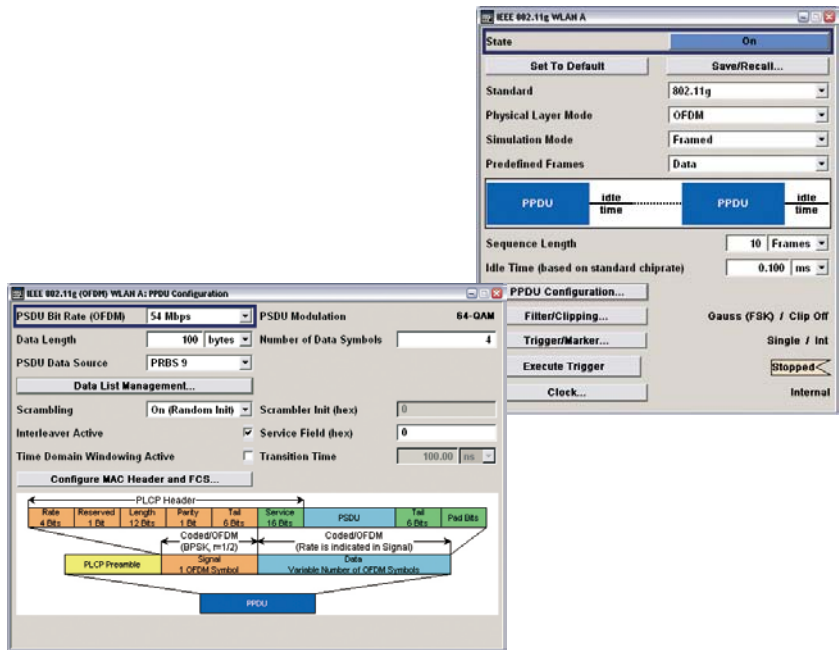 IEEE 802.11g WLAN A
State On
Set To Default Save/Recall...
Standard 802.11g
Physical Layer Mode OFDM
Simulation Mode Framed
Predefined Frames Data
PPDU idle time PPDU idle time
Sequence Length 10 Frames
Idle Time (based on standard chiprate) 0.100 ms
PPDU Configuration...
Filter/Clipping... Gauss (FSK) / Clip Off
Trigger/Marker... Single / Int
Execute Trigger Stopped
Clock... Internal
IEEE 802.11g (OFDM) WLAN A: PPDU Configuration
PSDU Bit Rate (OFDM) 54 Mbps PSDU Modulation 64-QAM
Data Length 100 bytes Number of Data Symbols 4
PSDU Data Source PRBS 9
Data List Management...
Scrambling On (Random Init) Scrambler Init (hex) 0
Interleaver Active Service Field (hex) 0
Time Domain Windowing Active Transition Time 100.00 ns
Configure MAC Header and FCS...
PLCP Header
Rate Reserved Length Parity Tail Service PSDU Tail Pad Bits
4 Bits 1 Bit 12 Bits 1 Bit 6 Bits 16 Bits 6 Bits
Coded/OFDM Coded/OFDM
(BPSK, r=1/2) (Rate is indicated in Signal)
PLCP Preamble Signal Data
1 OFDM Symbol Variable Number of OFDM Symbols
PPDU